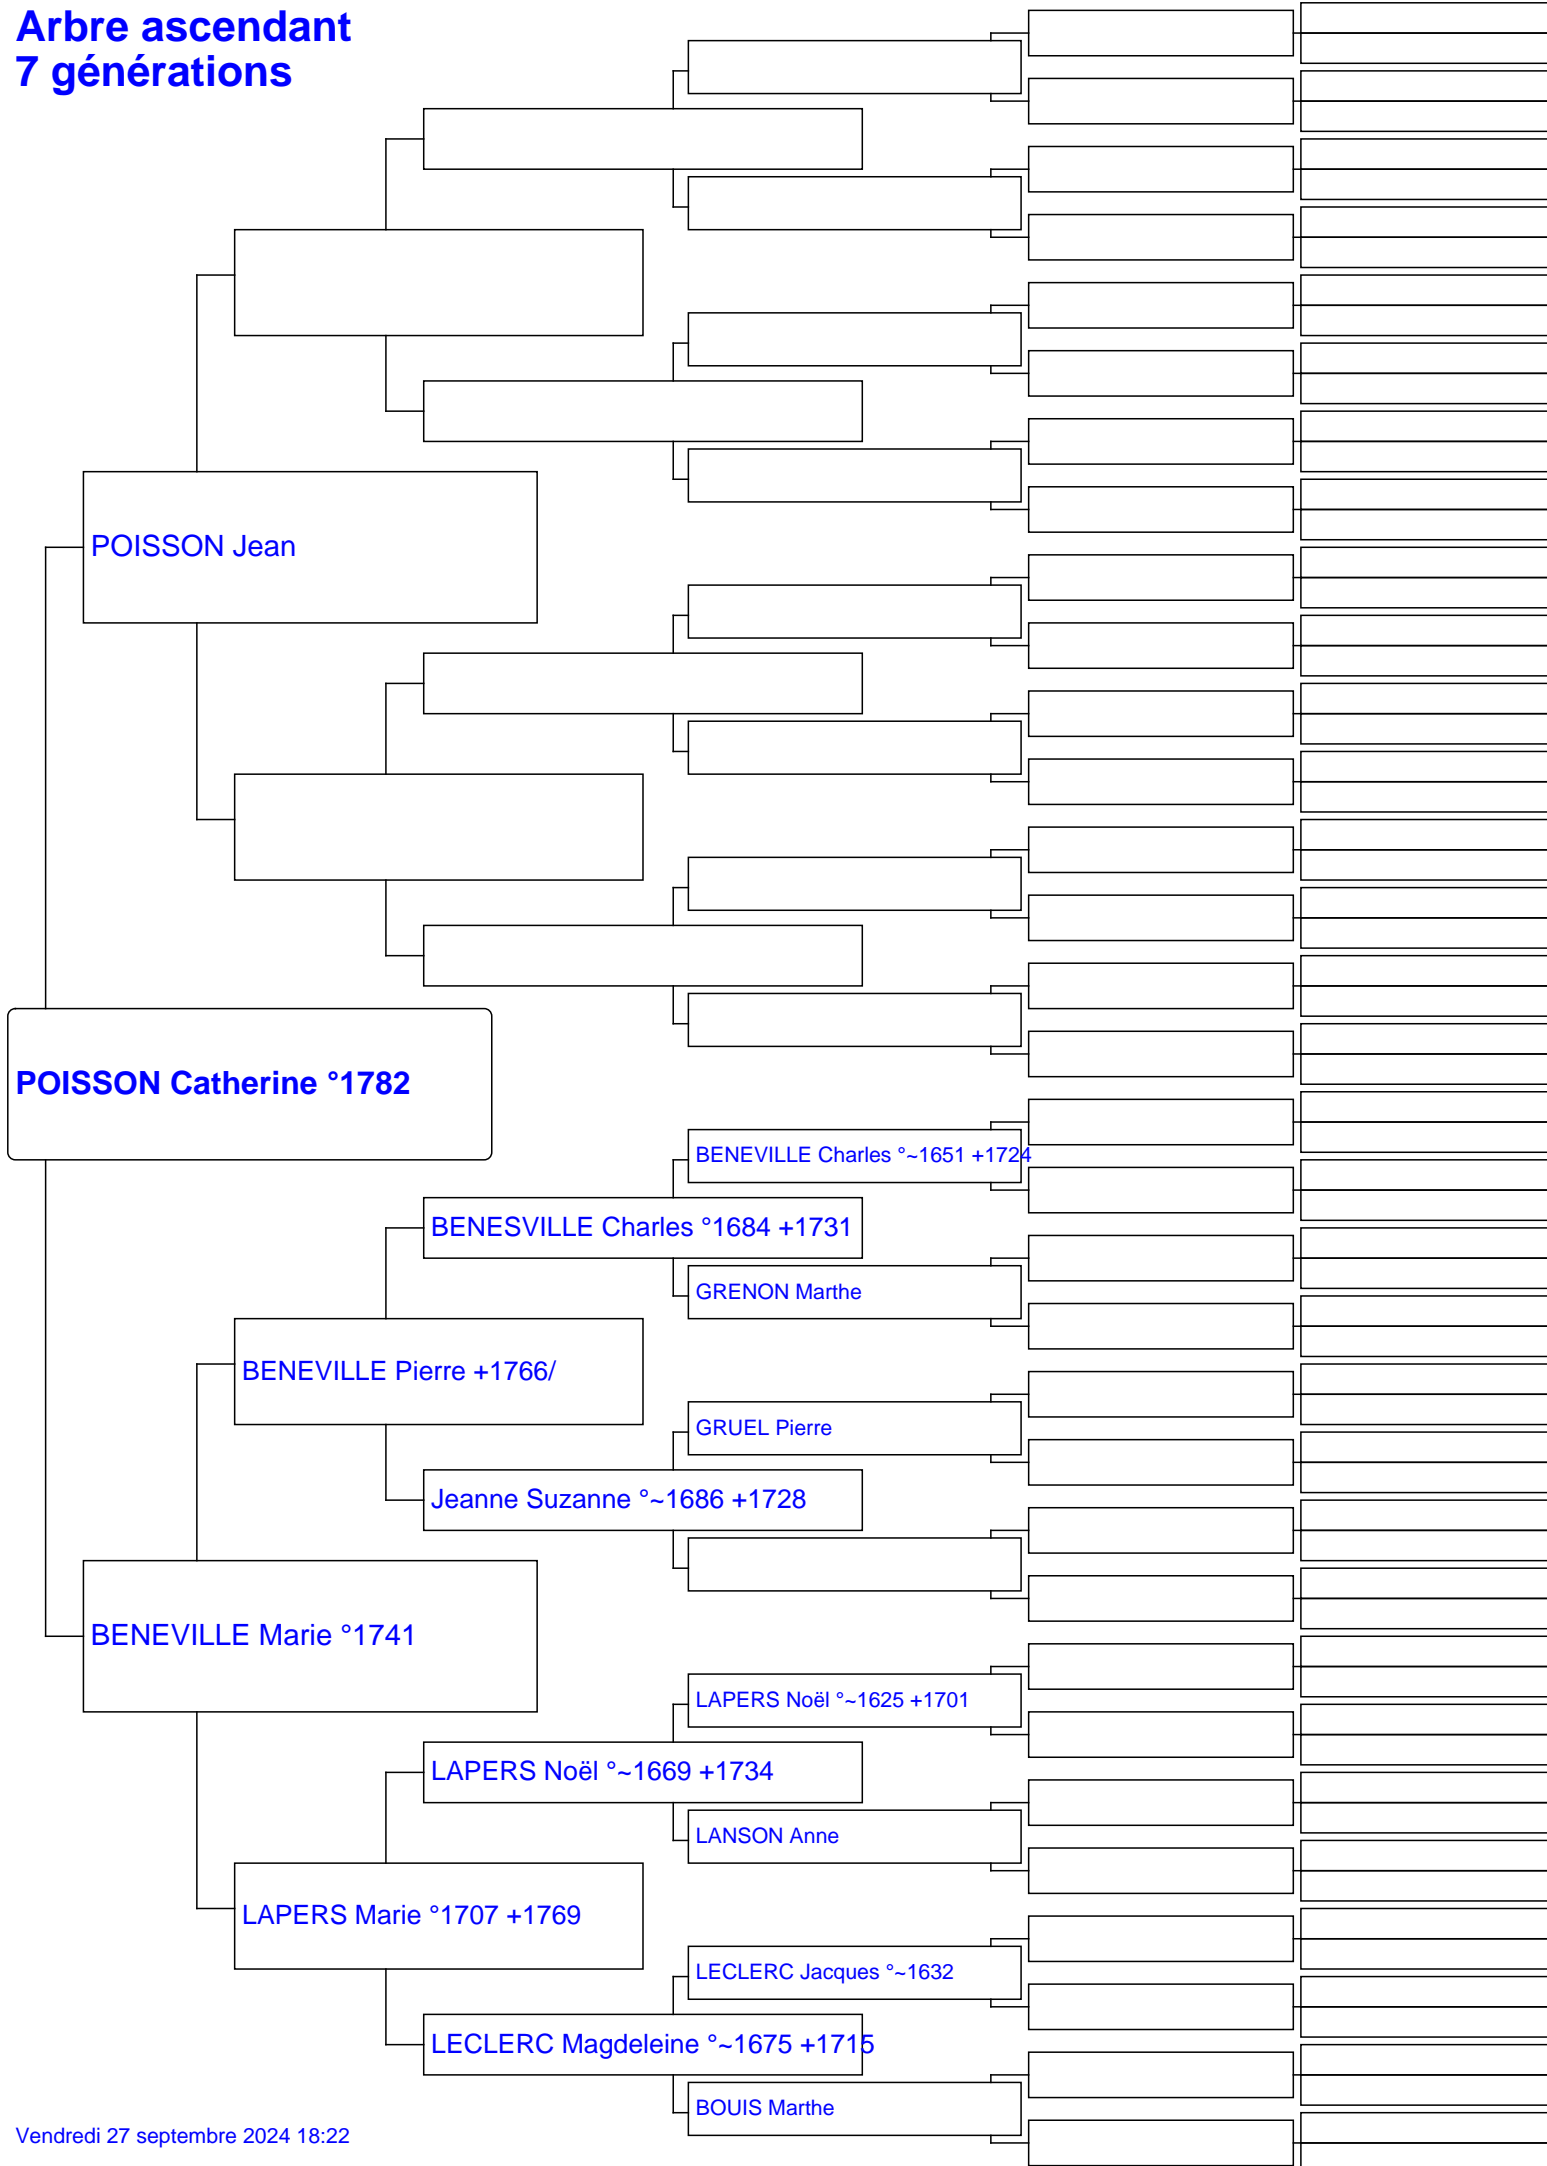 Arbre ascendant
7 générations
POISSON Jean
POISSON Catherine °1782
BENEVILLE Charles °~1651 +1724
BENESVILLE Charles °1684 +1731
GRENON Marthe
BENEVILLE Pierre +1766/
GRUEL Pierre
Jeanne Suzanne °~1686 +1728
BENEVILLE Marie °1741
LAPERS Noël °~1625 +1701
LAPERS Noël °~1669 +1734
LANSON Anne
LAPERS Marie °1707 +1769
LECLERC Jacques °~1632
LECLERC Magdeleine °~1675 +1715
BOUIS Marthe
Vendredi 27 septembre 2024 18:22